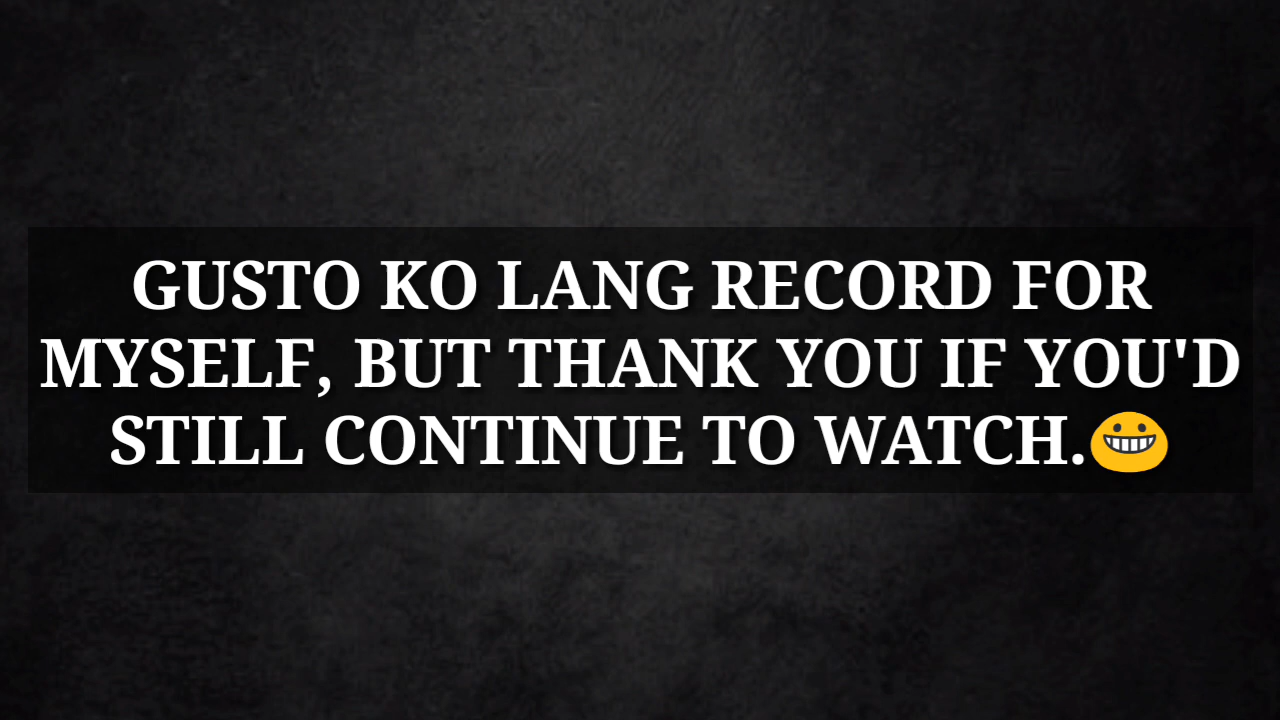 GUSTO KO LANG RECORD FOR
MYSELF, BUT THANK YOU IF YOU'D
STILL CONTINUE TO WATCH.😀